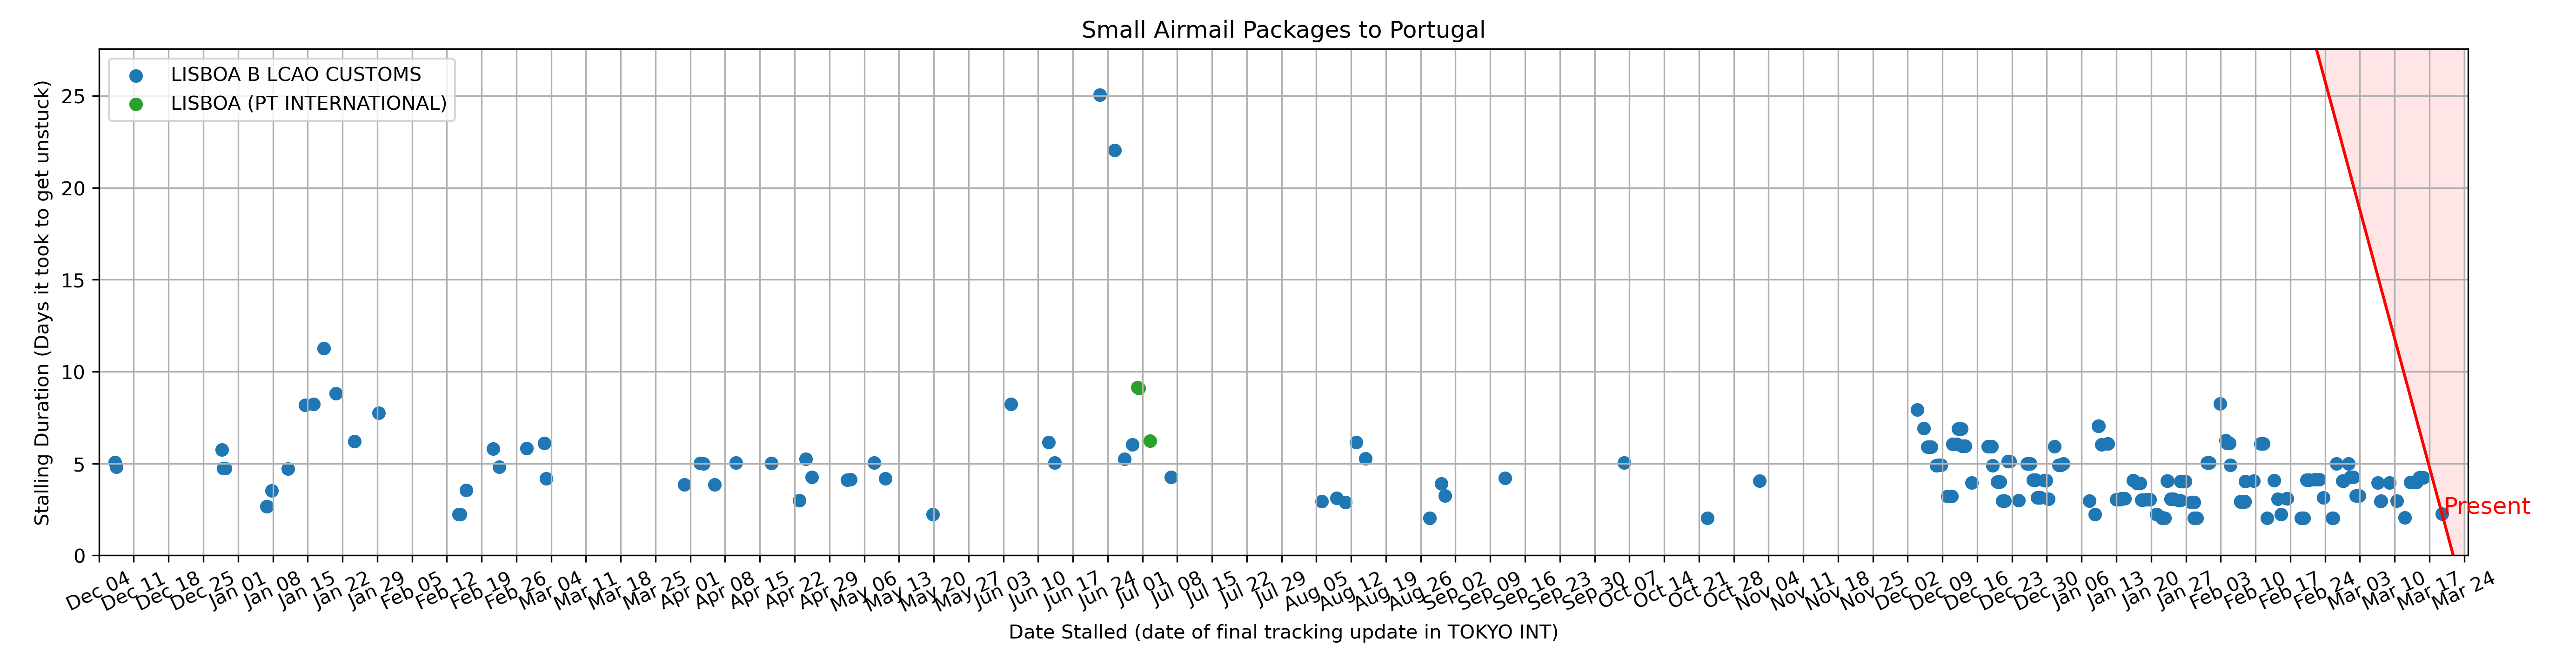 Small Airmail Packages to Portugal
LISBOA B LCAO CUSTOMS
LISBOA (PT INTERNATIONAL)
Stalling Duration (Days it took to get unstuck)
25
20
15
10
5
0
Present
Dec 04 Dec 11 Dec 18 Dec 25 Jan 01 Jan 08 Jan 15 Jan 22 Jan 29 Feb 05 Feb 12 Feb 19 Feb 26 Mar 04 Mar 11 Mar 18 Mar 25 Apr 01 Apr 08 Apr 15 Apr 22 Apr 29 May 06 May 13 May 20 May 27 Jun 03 Jun 10 Jun 17 Jun 24 Jul 01 Jul 08 Jul 15 Jul 22 Jul 29 Aug 05 Aug 12 Aug 19 Aug 26 Sep 02 Sep 09 Sep 16 Sep 23 Sep 30 Oct 07 Oct 14 Oct 21 Oct 28 Nov 04 Nov 11 Nov 18 Nov 25 Dec 02 Dec 09 Dec 16 Dec 23 Dec 30 Jan 06 Jan 13 Jan 20 Jan 27 Feb 03 Feb 10 Feb 17 Feb 24 Mar 03 Mar 10 Mar 17 Mar 24
Date Stalled (date of final tracking update in TOKYO INT)